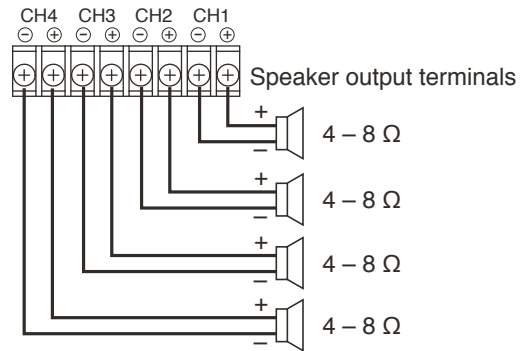 CH4 CH3 CH2 CH1
⊖ ⊕ ⊖ ⊕ ⊖ ⊕ ⊖ ⊕
Speaker output terminals
+
4 – 8 Ω
–
+
4 – 8 Ω
–
+
4 – 8 Ω
–
+
4 – 8 Ω
–